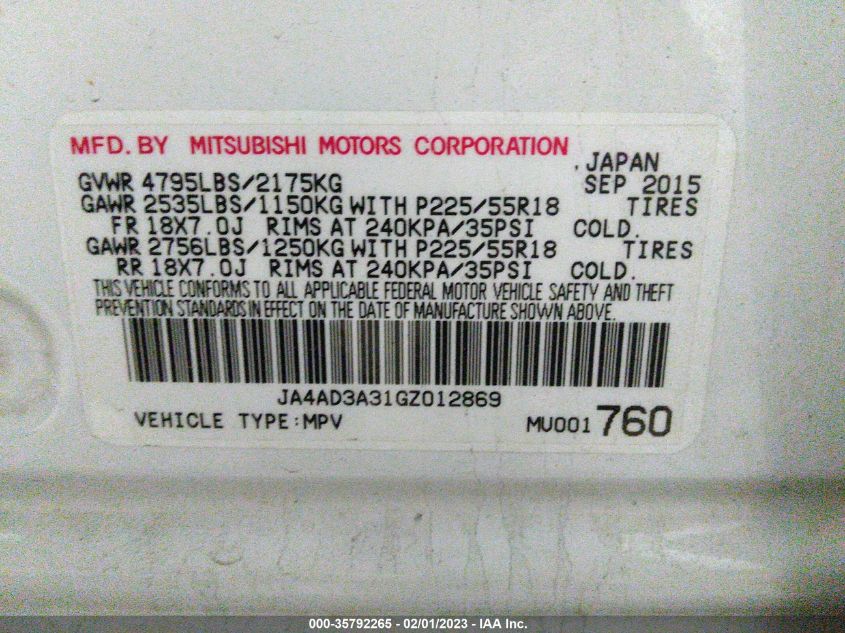 MFD. BY MITSUBISHI MOTORS CORPORATION
. JAPAN
GVWR 4795LBS/2175KG SEP 2015
GAWR 2535LBS/1150KG WITH P225/55R18 TIRES
FR 18X7.0J RIMS AT 240KPA/35PSI COLD.
GAWR 2756LBS/1250KG WITH P225/55R18 TIRES
RR 18X7.0J RIMS AT 240KPA/35PSI COLD.
THIS VEHICLE CONFORMS TO ALL APPLICABLE FEDERAL MOTOR VEHICLE SAFETY AND THEFT
PREVENTION STANDARDS IN EFFECT ON THE DATE OF MANUFACTURE SHOWN ABOVE.
JA4AD3A31GZ012869
VEHICLE TYPE:MPV MU001 760
000-35792265 - 02/01/2023 - IAA Inc.